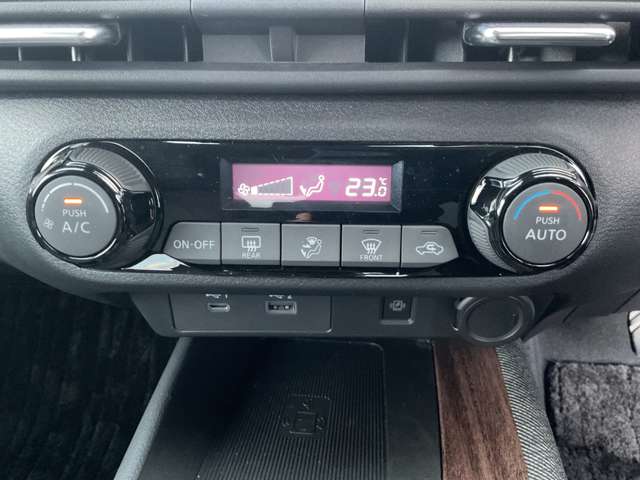 PUSH
A/C
23.0
℃
PUSH
AUTO
ON-OFF
REAR
FRONT